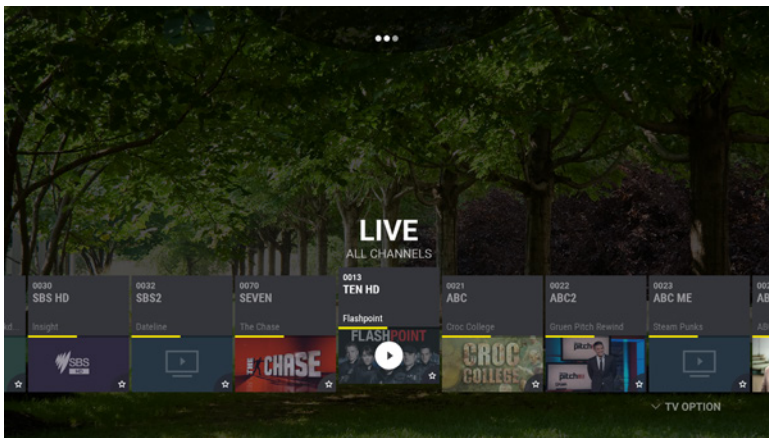 LIVE
ALL CHANNELS
0030
SBS HD
Insight
SBS
HD
0032
SBS2
Dateline
0070
SEVEN
The Chase
THE CHASE
0013
TEN HD
Flashpoint
FLASHPOINT
0021
ABC
Croc College
CROC
COLLEGE
0022
ABC2
Gruen Pitch Rewind
pitch
0023
ABC ME
Steam Punks
TV OPTION